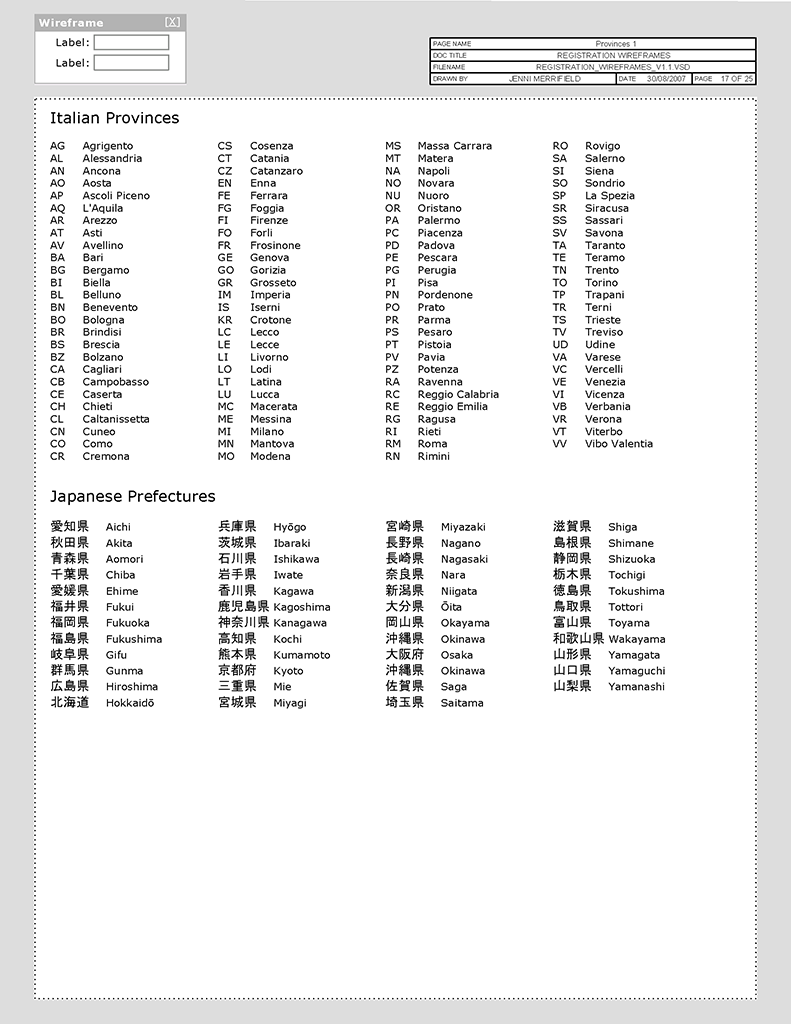 Wireframe [X]
Label:
Label:
PAGE NAME Provinces 1
DOC TITLE REGISTRATION WIREFRAMES
FILENAME REGISTRATION_WIREFRAMES_V1.1.VSD
DRAWN BY JENNI MERRIFIELD DATE 30/08/2007 PAGE 17 OF 25
Italian Provinces
AG Agrigento
AL Alessandria
AN Ancona
AO Aosta
AP Ascoli Piceno
AQ L'Aquila
AR Arezzo
AT Asti
AV Avellino
BA Bari
BG Bergamo
BI Biella
BL Belluno
BN Benevento
BO Bologna
BR Brindisi
BS Brescia
BZ Bolzano
CA Cagliari
CB Campobasso
CE Caserta
CH Chieti
CL Caltanissetta
CN Cuneo
CO Como
CR Cremona
CS Cosenza
CT Catania
CZ Catanzaro
EN Enna
FE Ferrara
FG Foggia
FI Firenze
FO Forli
FR Frosinone
GE Genova
GO Gorizia
GR Grosseto
IM Imperia
IS Iserni
KR Crotone
LC Lecco
LE Lecce
LI Livorno
LO Lodi
LT Latina
LU Lucca
MC Macerata
ME Messina
MI Milano
MN Mantova
MO Modena
MS Massa Carrara
MT Matera
NA Napoli
NO Novara
NU Nuoro
OR Oristano
PA Palermo
PC Piacenza
PD Padova
PE Pescara
PG Perugia
PI Pisa
PN Pordenone
PO Prato
PR Parma
PS Pesaro
PT Pistoia
PV Pavia
PZ Potenza
RA Ravenna
RC Reggio Calabria
RE Reggio Emilia
RG Ragusa
RI Rieti
RM Roma
RN Rimini
RO Rovigo
SA Salerno
SI Siena
SO Sondrio
SP La Spezia
SR Siracusa
SS Sassari
SV Savona
TA Taranto
TE Teramo
TN Trento
TO Torino
TP Trapani
TR Terni
TS Trieste
TV Treviso
UD Udine
VA Varese
VC Vercelli
VE Venezia
VI Vicenza
VB Verbania
VR Verona
VT Viterbo
VV Vibo Valentia
Japanese Prefectures
愛知県 Aichi
秋田県 Akita
青森県 Aomori
千葉県 Chiba
愛媛県 Ehime
福井県 Fukui
福岡県 Fukuoka
福島県 Fukushima
岐阜県 Gifu
群馬県 Gunma
広島県 Hiroshima
北海道 Hokkaidō
兵庫県 Hyōgo
茨城県 Ibaraki
石川県 Ishikawa
岩手県 Iwate
香川県 Kagawa
鹿児島県 Kagoshima
神奈川県 Kanagawa
高知県 Kochi
熊本県 Kumamoto
京都府 Kyoto
三重県 Mie
宮城県 Miyagi
宮崎県 Miyazaki
長野県 Nagano
長崎県 Nagasaki
奈良県 Nara
新潟県 Niigata
大分県 Ōita
岡山県 Okayama
沖縄県 Okinawa
大阪府 Osaka
沖縄県 Okinawa
佐賀県 Saga
埼玉県 Saitama
滋賀県 Shiga
島根県 Shimane
静岡県 Shizuoka
栃木県 Tochigi
徳島県 Tokushima
鳥取県 Tottori
富山県 Toyama
和歌山県 Wakayama
山形県 Yamagata
山口県 Yamaguchi
山梨県 Yamanashi